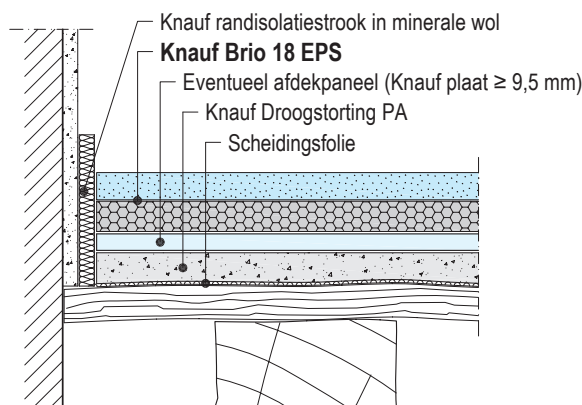 Knauf randisolatiestrook in minerale wol
Knauf Brio 18 EPS
Eventueel afdekpaneel (Knauf plaat ≥ 9,5 mm)
Knauf Droogstorting PA
Scheidingsfolie